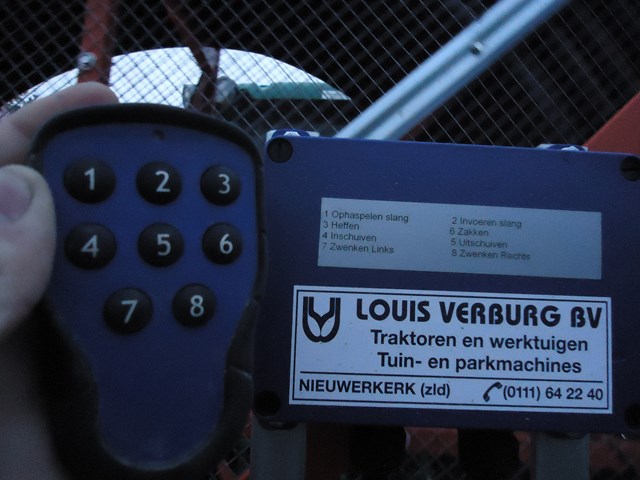 1 2 3
4 5 6
7 8
1 Ophaspelen slang 2 Invoeren slang
3 Heffen 6 Zakken
4 Inschuiven 5 Uitschuiven
7 Zwenken Links 8 Zwenken Rechts
LOUIS VERBURG BV
Traktoren en werktuigen
Tuin- en parkmachines
NIEUWERKERK (zld) (0111) 64 22 40